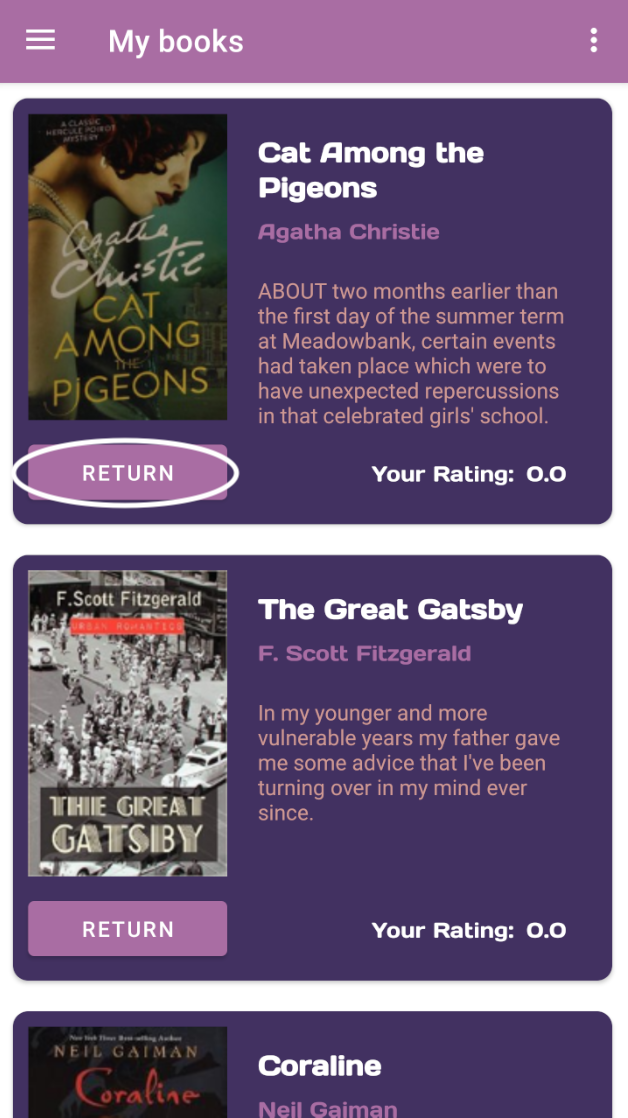 My books
A CLASSIC
HERCULE POIROT
MYSTERY
Agatha
Christie
CAT
AMONG
THE
PIGEONS
Cat Among the
Pigeons
Agatha Christie
ABOUT two months earlier than
the first day of the summer term
at Meadowbank, certain events
had taken place which were to
have unexpected repercussions
in that celebrated girls' school.
RETURN
Your Rating: 0.0
F.Scott Fitzgerald
URBAN ROMANTICS
THE GREAT
GATSBY
The Great Gatsby
F. Scott Fitzgerald
In my younger and more
vulnerable years my father gave
me some advice that I've been
turning over in my mind ever
since.
RETURN
Your Rating: 0.0
New York Times Best-selling Author
NEIL GAIMAN
Coraline
Coraline
Neil Gaiman